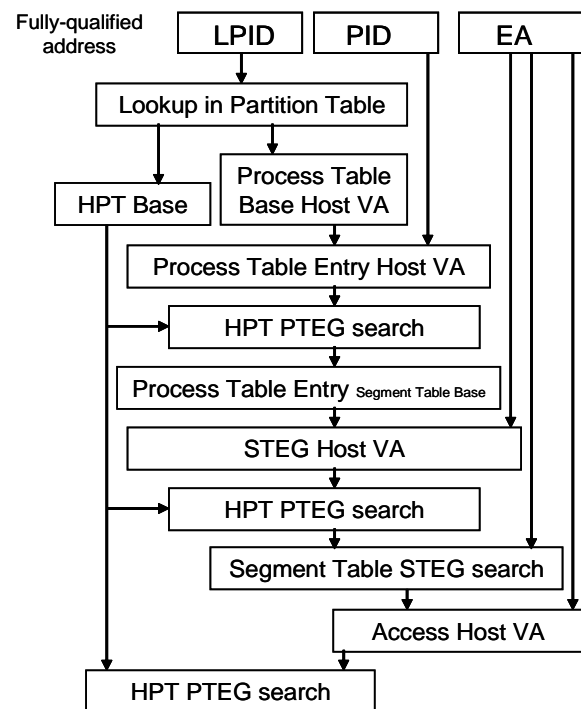 Fully-qualified
address
LPID
PID
EA
Lookup in Partition Table
HPT Base
Process Table
Base Host VA
Process Table Entry Host VA
HPT PTEG search
Process Table Entry Segment Table Base
STEG Host VA
HPT PTEG search
Segment Table STEG search
Access Host VA
HPT PTEG search